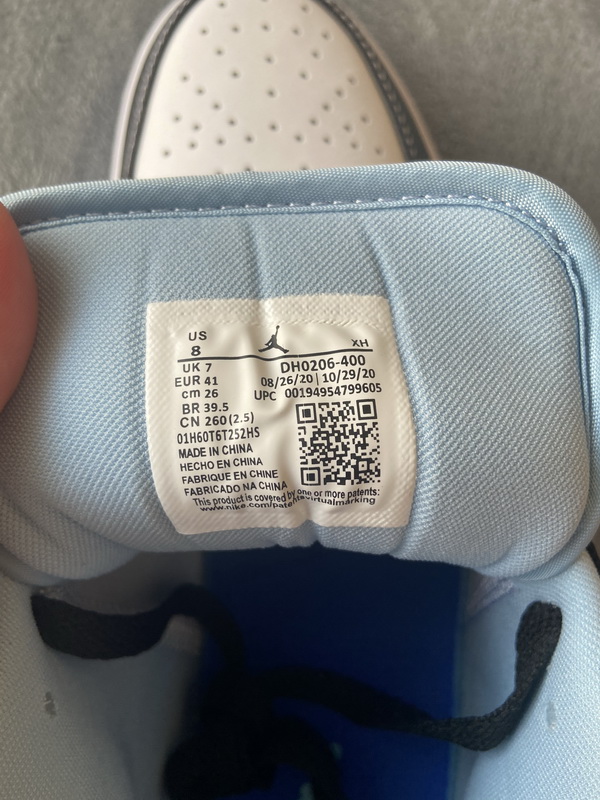 US
8
XH
UK 7
DH0206-400
EUR 41
08/26/20 | 10/29/20
cm 26
UPC 00194954799605
BR 39.5
CN 260 (2.5)
01H60T6T252HS
MADE IN CHINA
HECHO EN CHINA
FABRIQUE EN CHINE
FABRICADO NA CHINA
This product is covered by one or more patents:
www.nike.com/patentsvirtualmarking